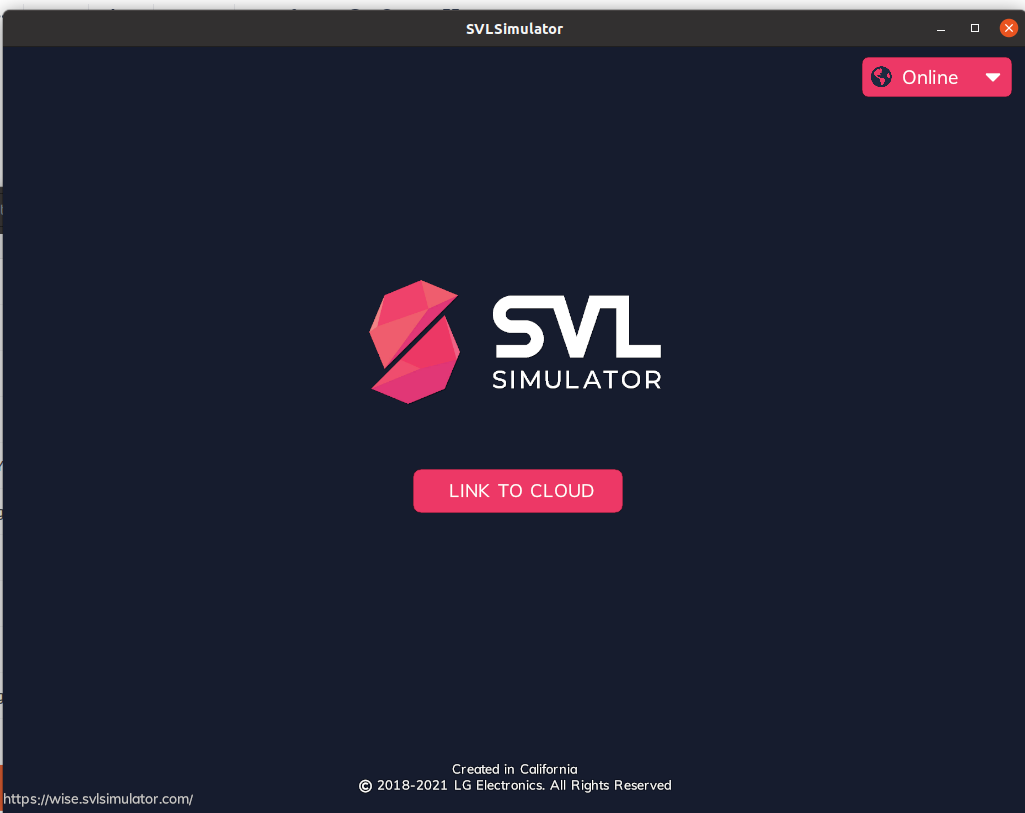 SVLSimulator
Online
SVL
SIMULATOR
LINK TO CLOUD
Created in California
© 2018-2021 LG Electronics. All Rights Reserved
https://wise.svlsimulator.com/